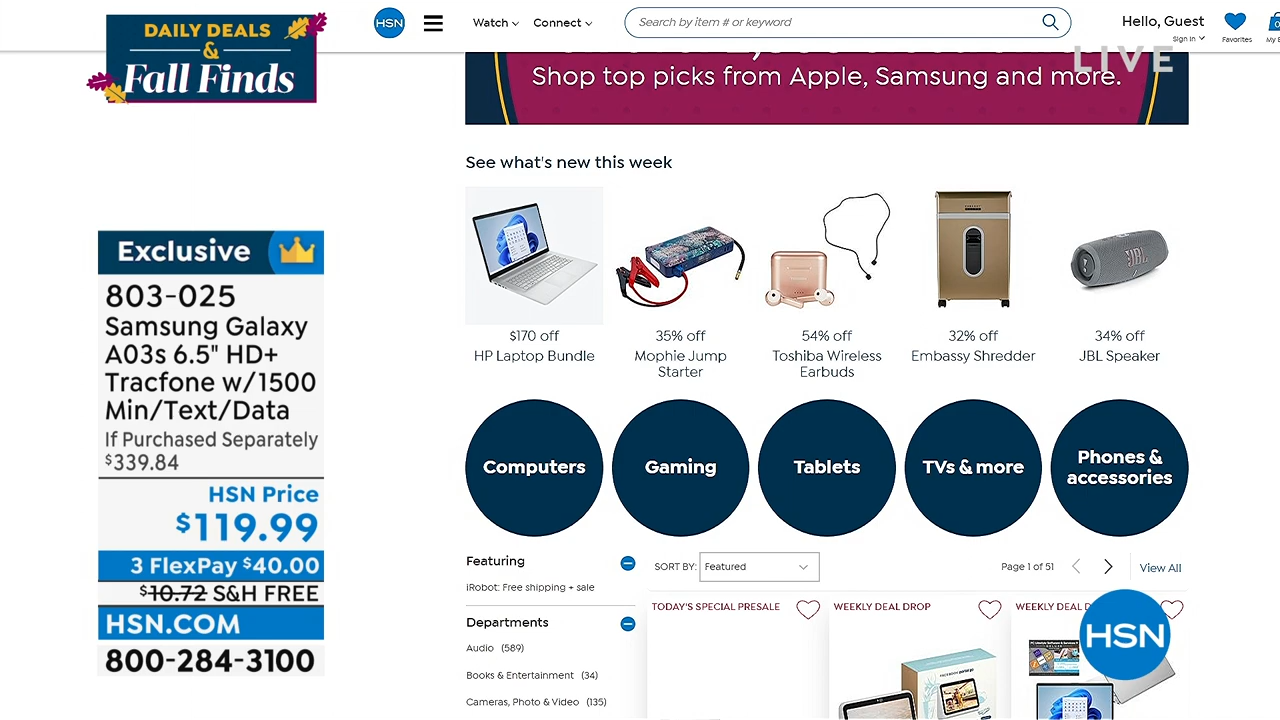 DAILY DEALS
&
Fall Finds
HSN
Watch
Connect
Search by item # or keyword
Hello, Guest
Sign In
Favorites
LIVE
Shop top picks from Apple, Samsung and more.
Exclusive
803-025
Samsung Galaxy
A03s 6.5" HD+
Tracfone w/1500
Min/Text/Data
If Purchased Separately
$339.84
HSN Price
$119.99
3 FlexPay $40.00
$10.72 S&H FREE
HSN.COM
800-284-3100
See what's new this week
$170 off
HP Laptop Bundle
35% off
Mophie Jump
Starter
54% off
Toshiba Wireless
Earbuds
32% off
Embassy Shredder
34% off
JBL Speaker
JBL
Computers
Gaming
Tablets
TVs & more
Phones &
accessories
Featuring
iRobot: Free shipping + sale
Departments
Audio (589)
Books & Entertainment (34)
Cameras, Photo & Video (135)
SORT BY: Featured
Page 1 of 51
View All
TODAY'S SPECIAL PRESALE
WEEKLY DEAL DROP
WEEKLY DEAL D
HSN